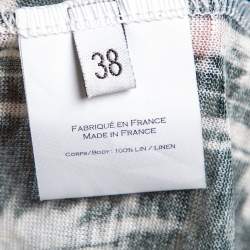 38
FABRIQUÉ EN FRANCE
MADE IN FRANCE
CORPS/BODY: 100% LIN / LINEN